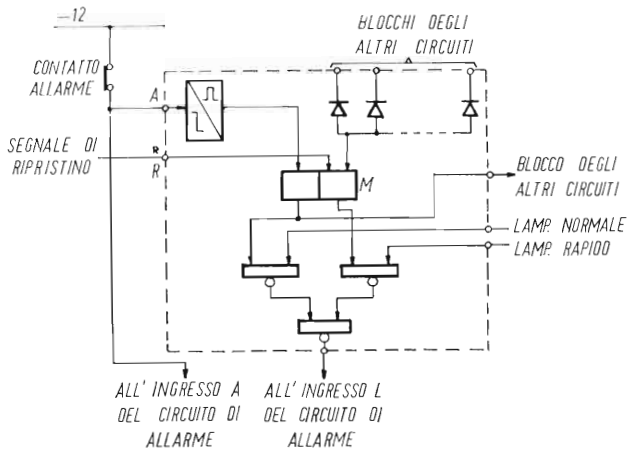 –12
BLOCCHI DEGLI
ALTRI CIRCUITI
CONTATTO
ALLARME
A
SEGNALE DI
RIPRISTINO
R
R
M
BLOCCO DEGLI
ALTRI CIRCUITI
LAMP. NORMALE
LAMP. RAPIDO
ALL' INGRESSO A
DEL CIRCUITO DI
ALLARME
ALL' INGRESSO L
DEL CIRCUITO DI
ALLARME